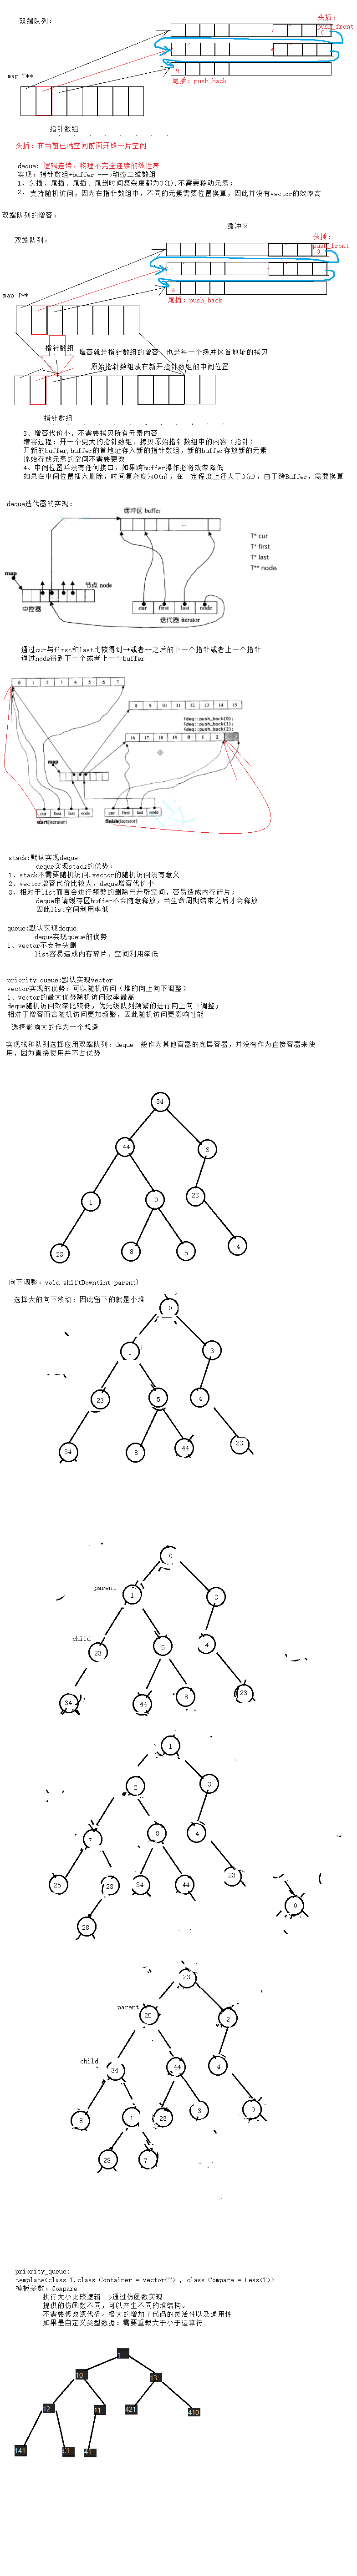 双端队列:
头插:
push_front
0
9
尾插: push_back
map T**
指针数组
头插: 在当前已满空间前面开辟一片空间
deque: 逻辑连续, 物理不完全连续的线性表
实现: 指针数组+buffer --->动态二维数组
1、头插、尾插、尾插、尾删时间复杂度都为O(1),不需要移动元素;
2、 支持随机访问, 因为在指针数组中, 不同的元素需要位置换算, 因此并没有vector的效率高
双端队列的增容:
缓冲区
双端队列:
头插:
push_front
0
9
尾插: push_back
map T**
指针数组
增容就是指针数组的增容, 也是每一个缓冲区首地址的拷贝
原始指针数组放在新开指针数组的中间位置
指针数组
3、增容代价小, 不需要拷贝所有元素内容
增容过程: 开一个更大的指针数组, 拷贝原始指针数组中的内容 (指针)
开新的buffer,buffer的首地址存入新的指针数组, 新的buffer存放新的元素
原始存放元素的空间不需要更改
4、中间位置并没有任何接口, 如果跨buffer操作必将效率降低
如果在中间位置插入删除, 时间复杂度为O(n), 在一定程度上还大于O(n), 由于跨Buffer, 需要换算
deque迭代器的实现:
缓冲区 buffer
...
T* cur
T* first
T* last
T** node
map
节点 node
中控器
cur first last node
迭代器 iterator
通过cur与first和last比较得到++或者--之后的下一个指针或者上一个指针
通过node得到下一个或者上一个buffer
0 1 2 3 4 5 6 7
8 9 10 11 12 13 14 15
ideq::push_back(0);
ideq::push_back(1);
ideq::push_back(2);
16 17 18 19 0 1 2
map
cur first last node
start(iterator)
cur first last node
finish(iterator)
stack:默认实现deque
deque实现stack的优势:
1、stack不需要随机访问,vector的随机访问没有意义
2、vector增容代价比较大, deque增容代价小
3、相对于list而言会进行频繁的删除与开辟空间, 容易造成内存碎片;
deque申请缓存区buffer不会随意释放, 当生命周期结束之后才会释放
因此list空间利用率低
queue:默认实现deque
deque实现queue的优势
1、vector不支持头删
list容易造成内存碎片, 空间利用率低
priority_queue:默认实现vector
vector实现的优势: 可以随机访问 (堆的向上向下调整)
1、vector的最大优势随机访问效率最高
deque随机访问效率比较低, 优先级队列频繁的进行向上向下调整;
相对于增容而言随机访问更加频繁, 因此随机访问更影响性能
选择影响大的作为一个规避
实现栈和队列选择应用双端队列: deque一般作为其他容器的底层容器, 并没有作为直接容器来使
用, 因为直接使用并不占优势
34
44 3
1 0 23
23 8 5 4
向下调整: void shiftDown(int parent)
选择大的向下移动: 因此留下的就是小堆
0
1 3
23 5 4
34 8 44 23
0
parent 1 3
child 23 5 4
34 44 8 23
1
2 3
7 8 4
25 23 34 44 23
28 0
23
parent 25 2
child 34 44 4
8 1 23 3 0
28 7
priority_queue:
template<class T,class Container = vector<T>, class Compare = Less<T>>
模板参数: Compare
执行大小比较逻辑-->通过仿函数实现
提供的仿函数不同, 可以产生不同的堆结构。
不需要修改源代码。极大的增加了代码的灵活性以及通用性
如果是自定义类型数据: 需要重载大于小于运算符
10 13
12 11 421 430
141